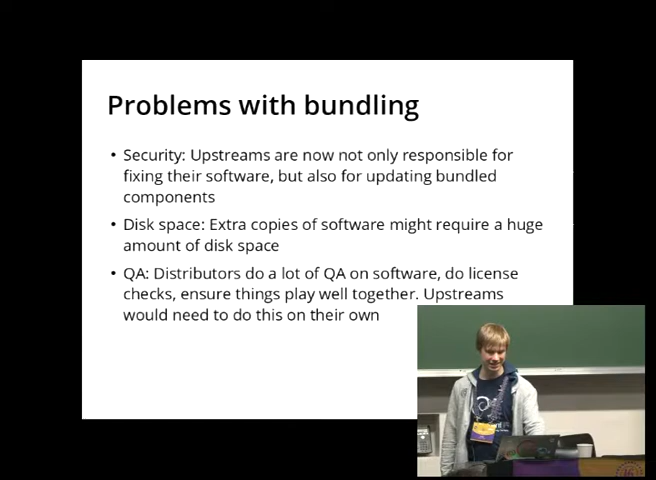 Problems with bundling
• Security: Upstreams are now not only responsible for
fixing their software, but also for updating bundled
components
• Disk space: Extra copies of software might require a huge
amount of disk space
• QA: Distributors do a lot of QA on software, do license
checks, ensure things play well together. Upstreams
would need to do this on their own